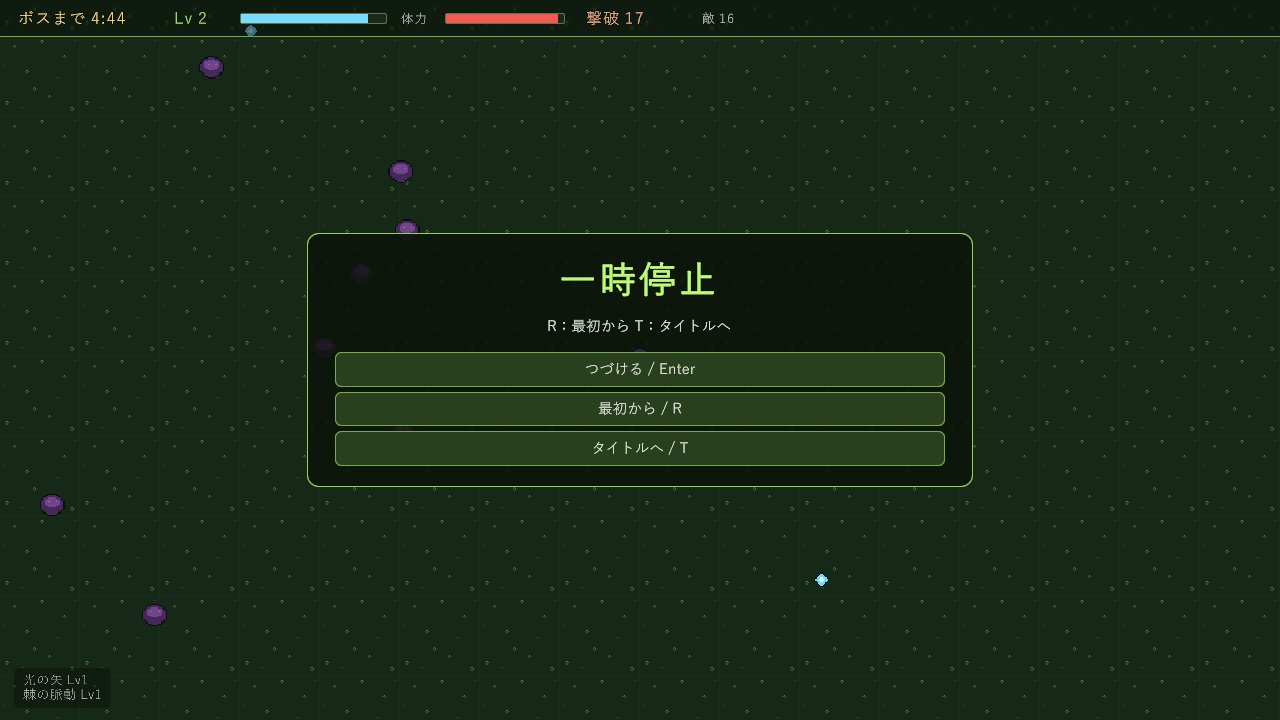 ボスまで 4:44 Lv 2 体力 撃破 17 敵 16
一時停止
R：最初から T：タイトルへ
つづける / Enter
最初から / R
タイトルへ / T
光の矢 Lv1
棘の脈動 Lv1